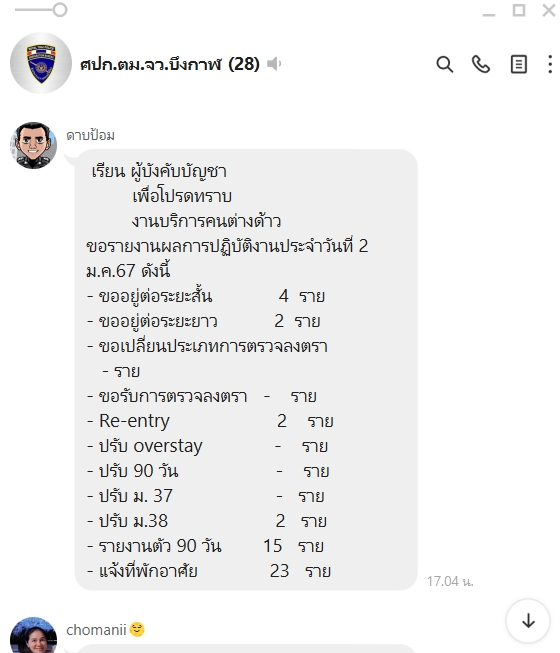 ศปก.ตม.จว.บึงกาฬ (28)
ดาบป้อม
เรียน ผู้บังคับบัญชา
เพื่อโปรดทราบ
งานบริการคนต่างด้าว
ขอรายงานผลการปฏิบัติงานประจำวันที่ 2
ม.ค.67 ดังนี้
- ขออยู่ต่อระยะสั้น 4 ราย
- ขออยู่ต่อระยะยาว 2 ราย
- ขอเปลี่ยนประเภทการตรวจลงตรา
- ราย
- ขอรับการตรวจลงตรา - ราย
- Re-entry 2 ราย
- ปรับ overstay - ราย
- ปรับ 90 วัน - ราย
- ปรับ ม. 37 - ราย
- ปรับ ม.38 2 ราย
- รายงานตัว 90 วัน 15 ราย
- แจ้งที่พักอาศัย 23 ราย
17.04 น.
chomanii